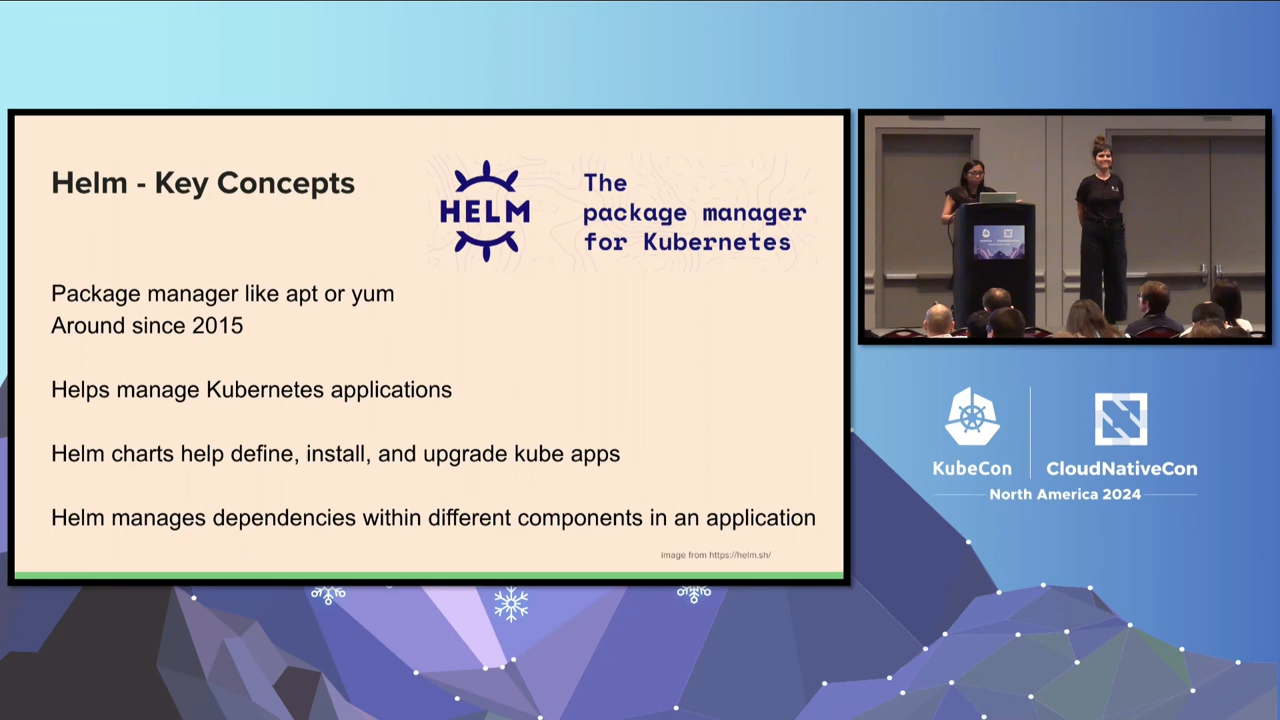 Helm - Key Concepts
HELM
The
package manager
for Kubernetes
Package manager like apt or yum
Around since 2015
Helps manage Kubernetes applications
Helm charts help define, install, and upgrade kube apps
Helm manages dependencies within different components in an application
Image from https://helm.sh/
KubeCon
CloudNativeCon
North America 2024